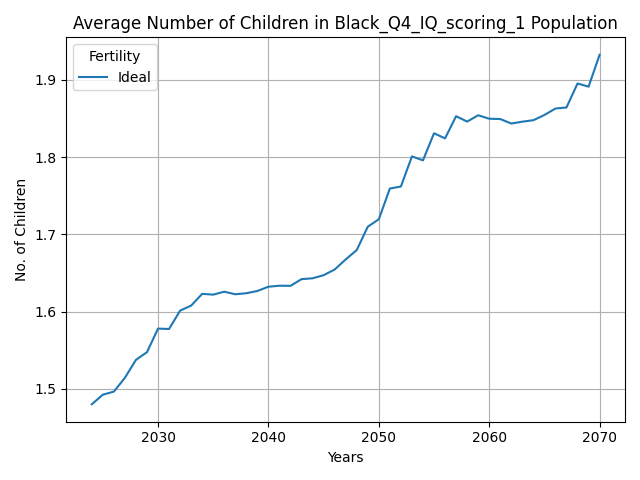 Average Number of Children in Black_Q4_IQ_scoring_1 Population
Fertility
Ideal
No. of Children
1.9
1.8
1.7
1.6
1.5
2030 2040 2050 2060 2070
Years